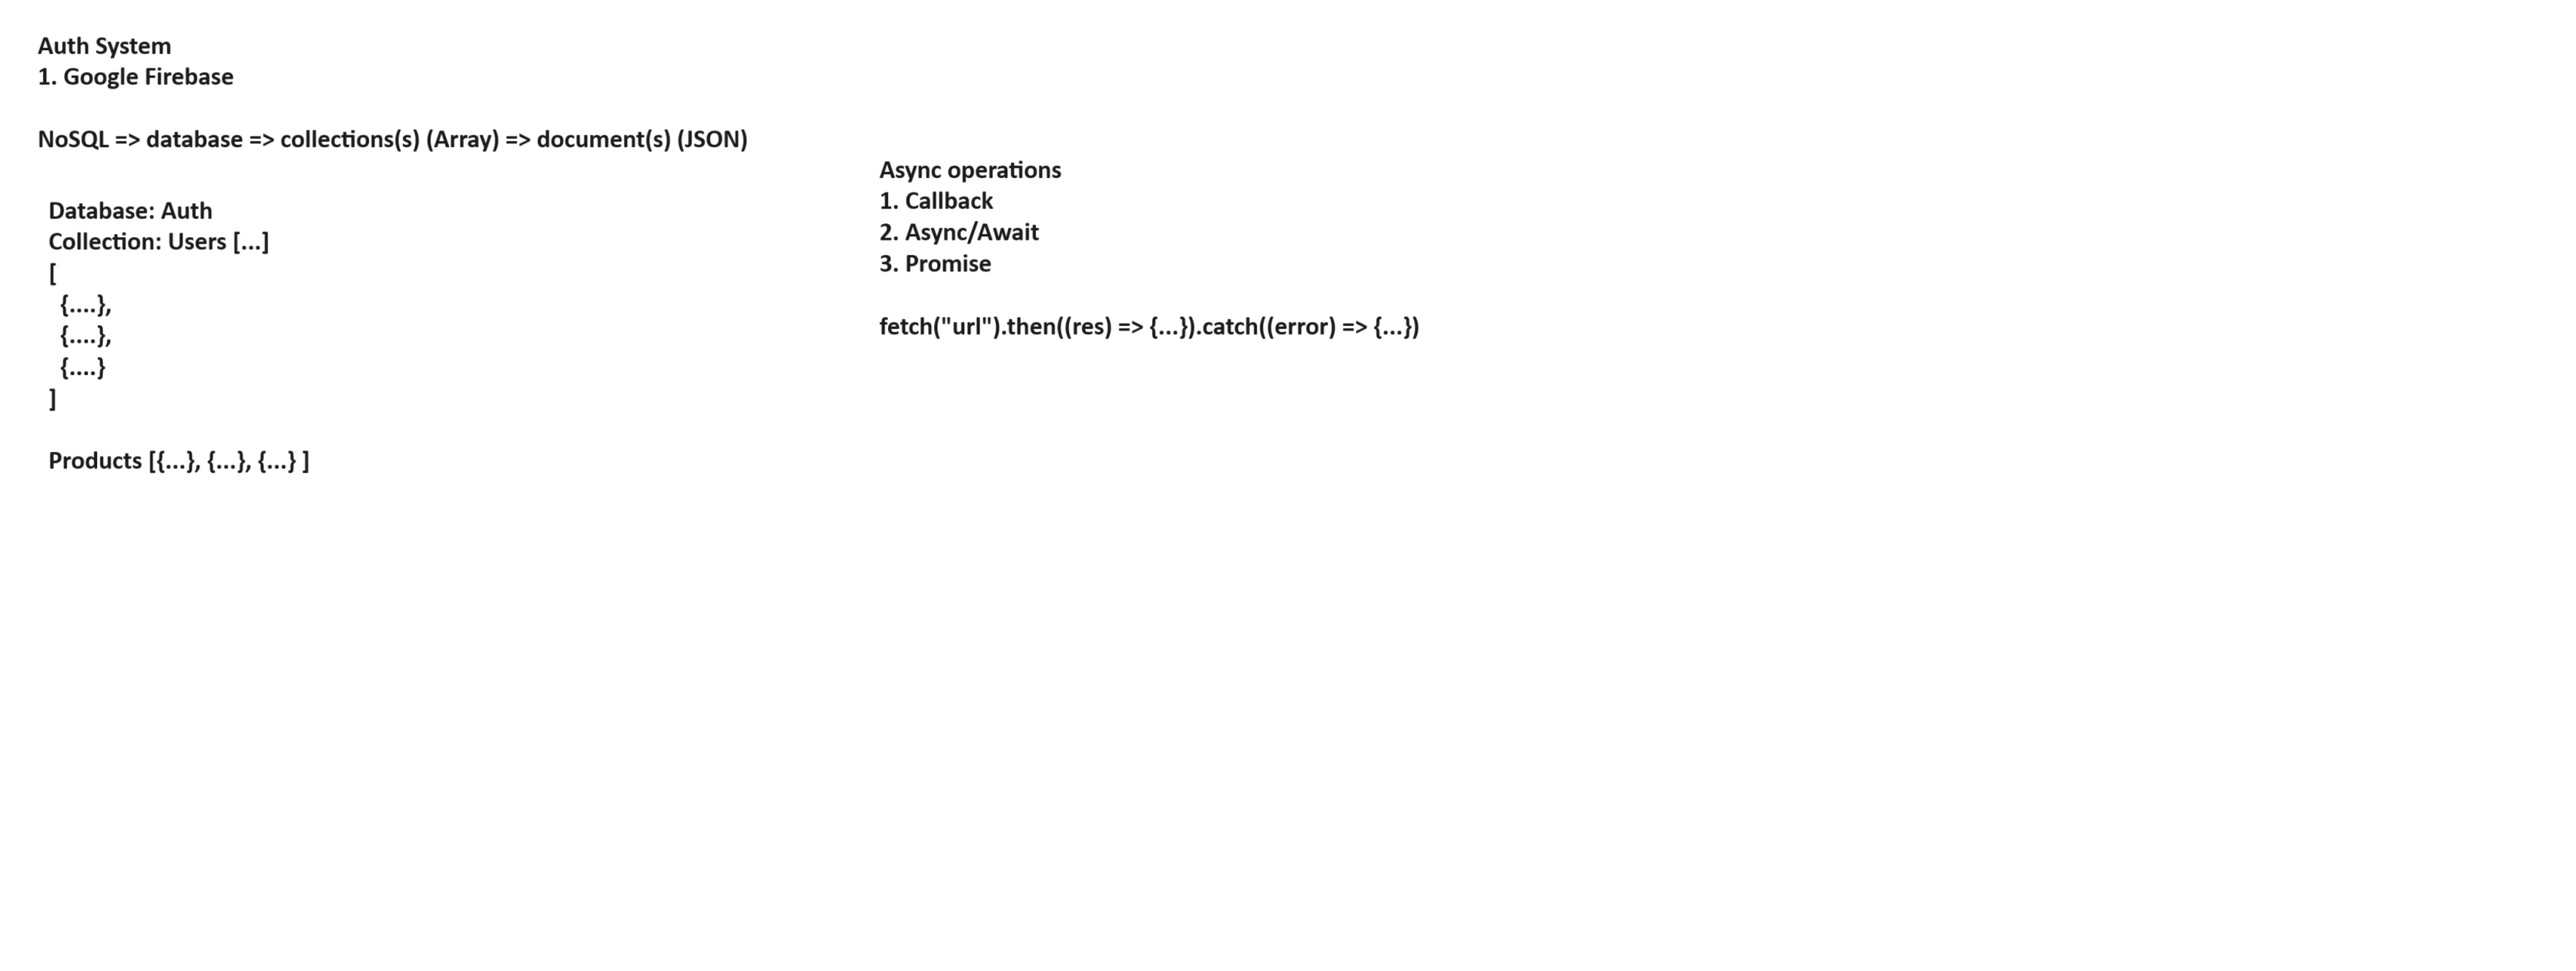 Auth System
1. Google Firebase
NoSQL => database => collections(s) (Array) => document(s) (JSON)
Database: Auth
Collection: Users [...]
[
{....},
{....},
{....}
]
Products [{...}, {...}, {...} ]
Async operations
1. Callback
2. Async/Await
3. Promise
fetch("url").then((res) => {...}).catch((error) => {...})